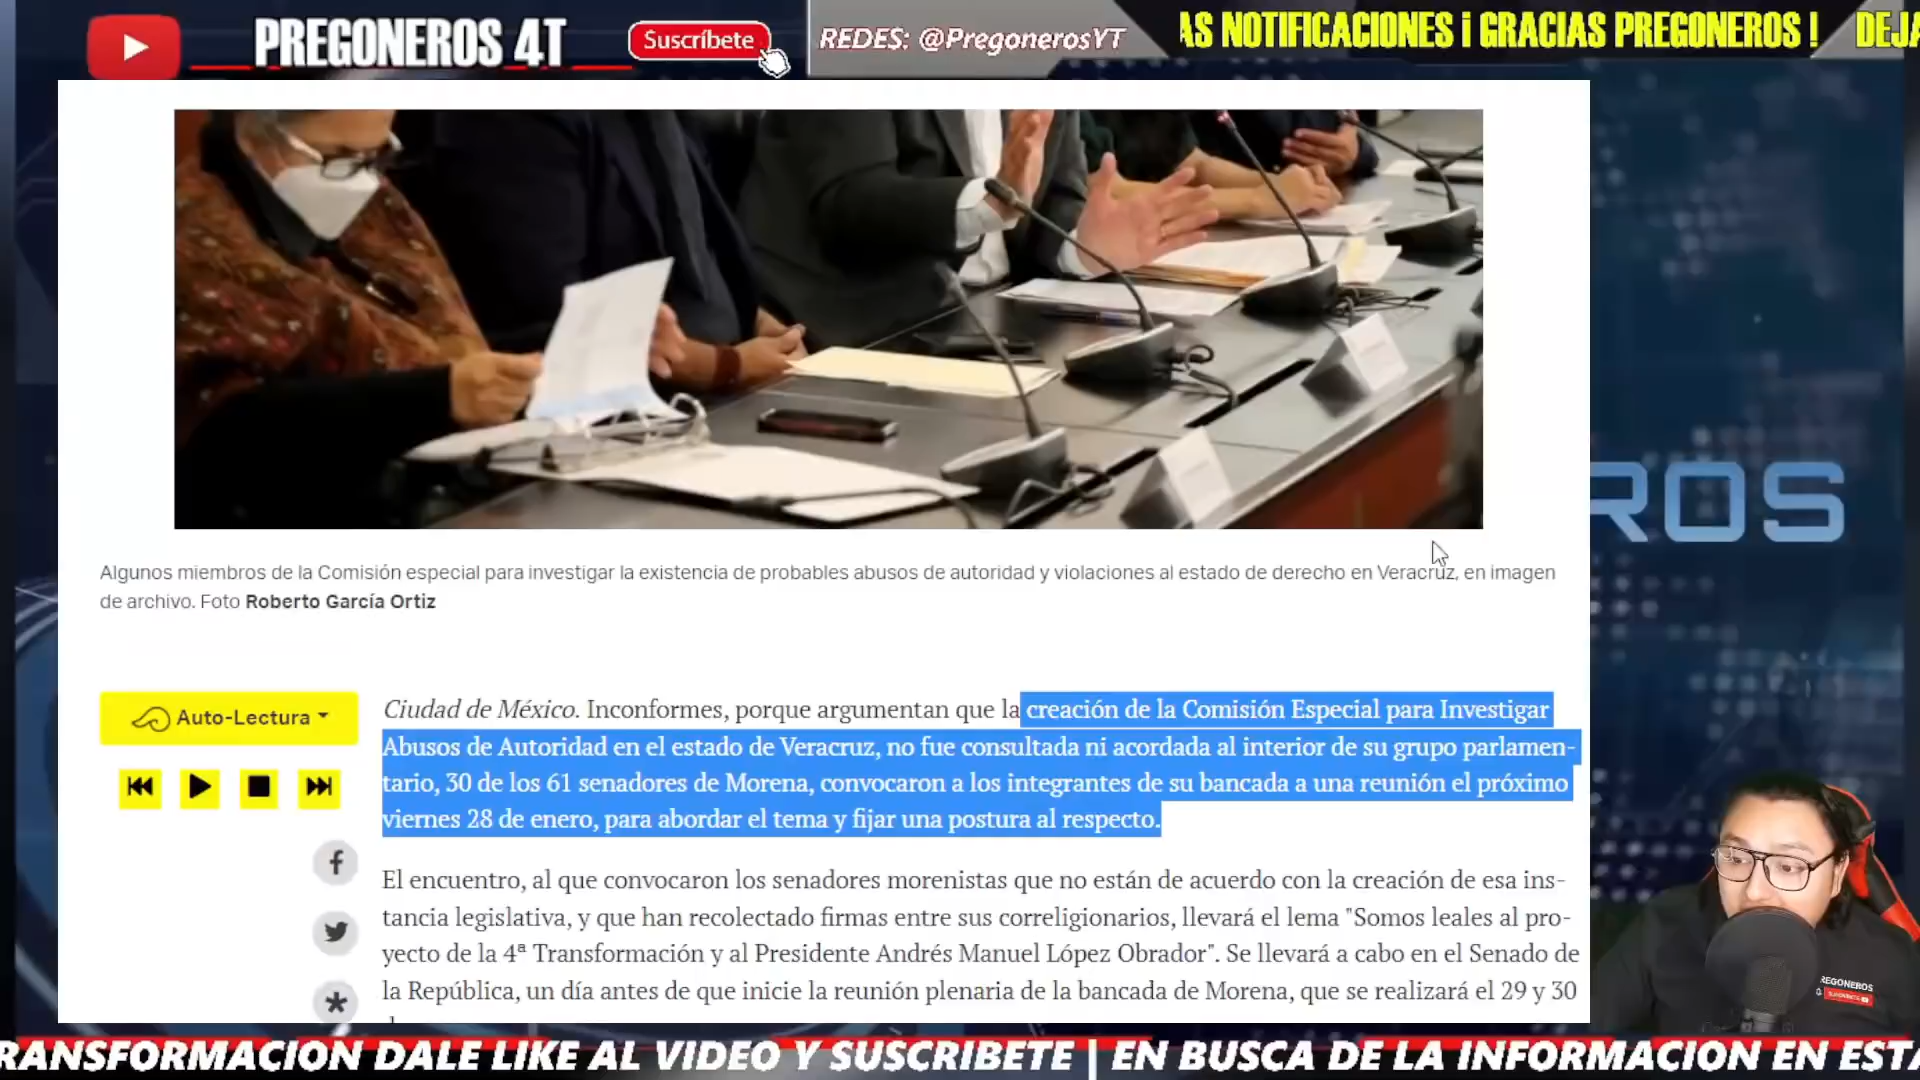 PREGONEROS 4T
Suscríbete
REDES: @PregonerosYT
AS NOTIFICACIONES ¡ GRACIAS PREGONEROS ! DEJA
ROS
Algunos miembros de la Comisión especial para investigar la existencia de probables abusos de autoridad y violaciones al estado de derecho en Veracruz, en imagen
de archivo. Foto Roberto García Ortiz
Auto-Lectura
Ciudad de México. Inconformes, porque argumentan que la creación de la Comisión Especial para Investigar
Abusos de Autoridad en el estado de Veracruz, no fue consultada ni acordada al interior de su grupo parlamen-
tario, 30 de los 61 senadores de Morena, convocaron a los integrantes de su bancada a una reunión el próximo
viernes 28 de enero, para abordar el tema y fijar una postura al respecto.
El encuentro, al que convocaron los senadores morenistas que no están de acuerdo con la creación de esa ins-
tancia legislativa, y que han recolectado firmas entre sus correligionarios, llevará el lema "Somos leales al pro-
yecto de la 4ª Transformación y al Presidente Andrés Manuel López Obrador". Se llevará a cabo en el Senado de
la República, un día antes de que inicie la reunión plenaria de la bancada de Morena, que se realizará el 29 y 30
REGONEROS
RANSFORMACION DALE LIKE AL VIDEO Y SUSCRIBETE | EN BUSCA DE LA INFORMACION EN ESTA